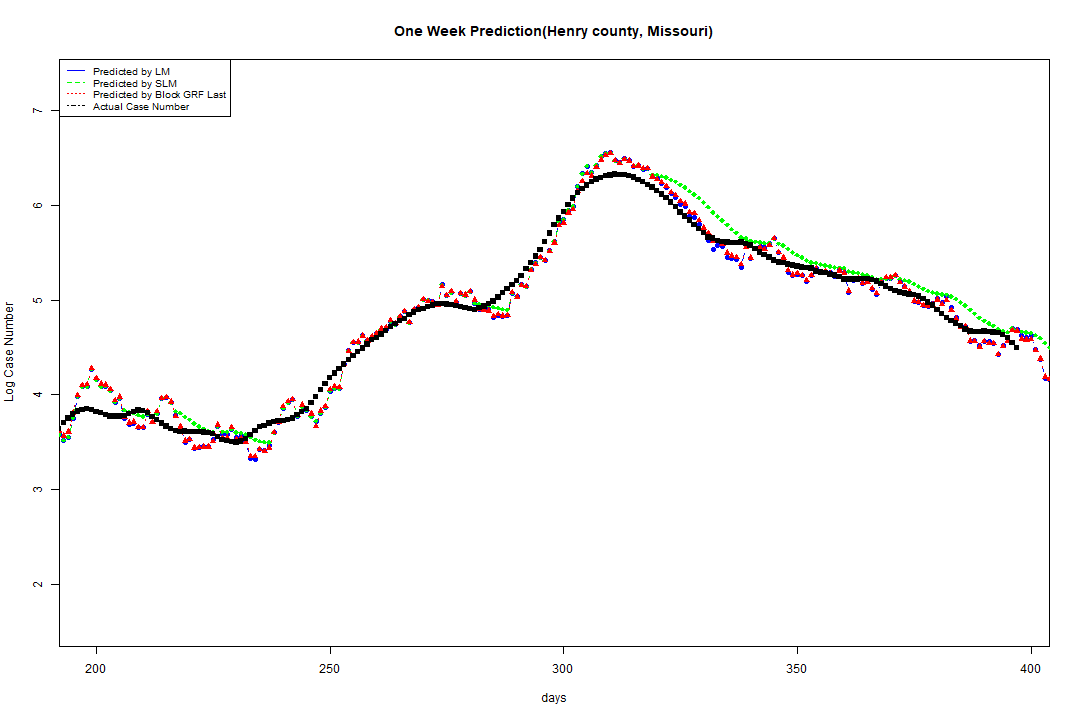 One Week Prediction(Henry county, Missouri)
Predicted by LM
Predicted by SLM
Predicted by Block GRF Last
Actual Case Number
7
6
5
4
3
2
Log Case Number
200 250 300 350 400
days